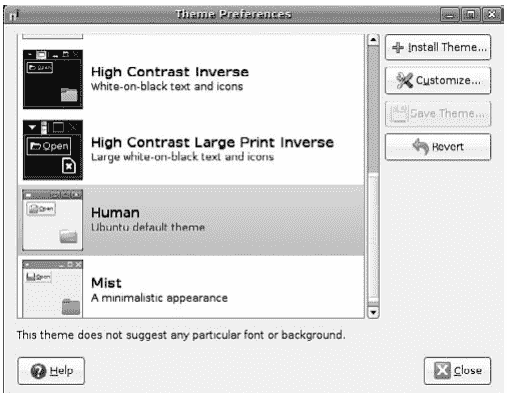 Theme Preferences
Open
High Contrast Inverse
White-on-black text and icons
Open
High Contrast Large Print Inverse
Large white-on-black text and icons
Open
Human
Ubuntu default theme
Open
Mist
A minimalistic appearance
Install Theme...
Customize...
Save Theme...
Revert
This theme does not suggest any particular font or background.
Help
Close